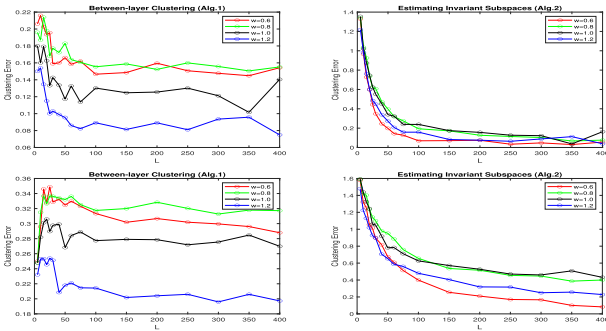 Between-layer Clustering (Alg.1)
0.22
0.2
0.18
0.16
0.14
0.12
0.1
0.08
0.06
Clustering Error
0 50 100 150 200 250 300 350 400
L
w=0.6
w=0.8
w=1.0
w=1.2
Estimating Invariant Subspaces (Alg.2)
1.4
1.2
1
0.8
0.6
0.4
0.2
0
Clustering Error
0 50 100 150 200 250 300 350 400
L
w=0.6
w=0.8
w=1.0
w=1.2
Between-layer Clustering (Alg.1)
0.36
0.34
0.32
0.3
0.28
0.26
0.24
0.22
0.2
0.18
Clustering Error
0 50 100 150 200 250 300 350 400
L
w=0.6
w=0.8
w=1.0
w=1.2
Estimating Invariant Subspaces (Alg.2)
1.6
1.4
1.2
1
0.8
0.6
0.4
0.2
0
Clustering Error
0 50 100 150 200 250 300 350 400
L
w=0.6
w=0.8
w=1.0
w=1.2